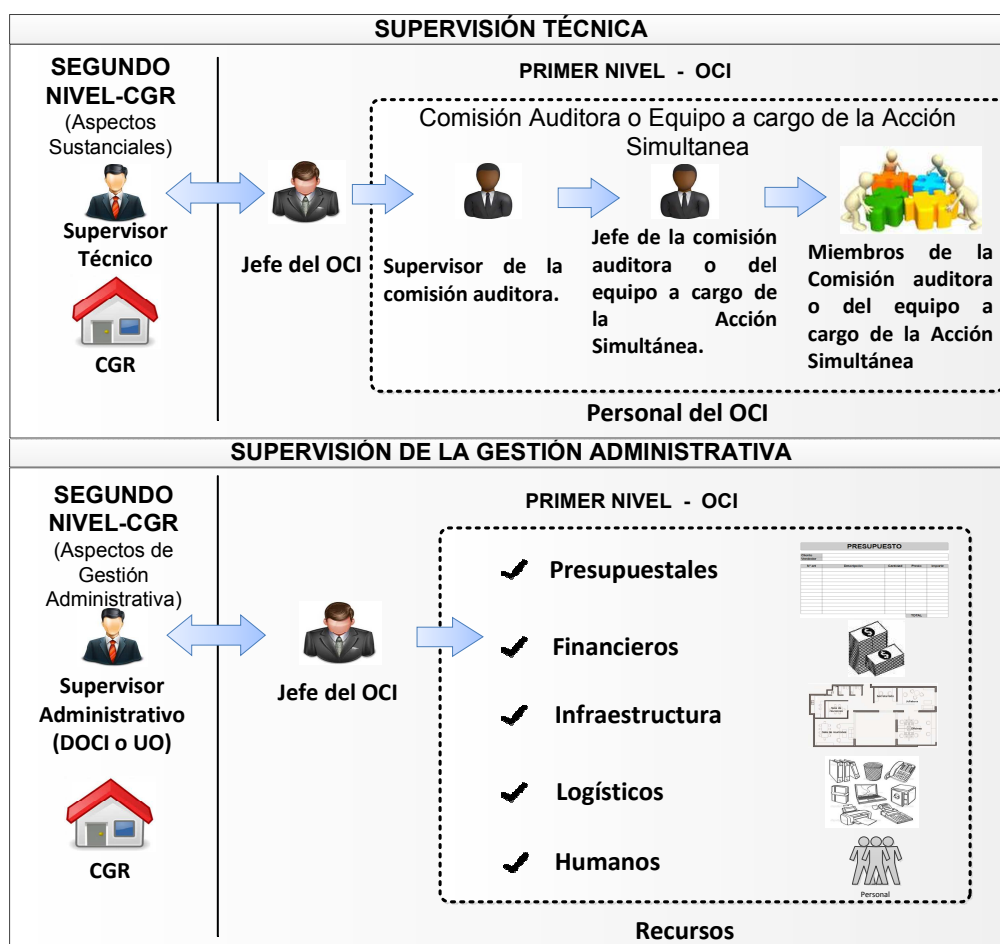 SUPERVISIÓN TÉCNICA
SEGUNDO
NIVEL-CGR
(Aspectos
Sustanciales)
Supervisor
Técnico
CGR
PRIMER NIVEL - OCI
Jefe del OCI
Comisión Auditora o Equipo a cargo de la Acción
Simultanea
Supervisor de la
comisión auditora.
Jefe de la comisión
auditora o del
equipo a cargo de
la Acción
Simultánea.
Miembros de la
Comisión auditora
o del equipo a
cargo de la Acción
Simultánea
Personal del OCI
SUPERVISIÓN DE LA GESTIÓN ADMINISTRATIVA
SEGUNDO
NIVEL-CGR
(Aspectos de
Gestión
Administrativa)
Supervisor
Administrativo
(DOCI o UO)
CGR
PRIMER NIVEL - OCI
Jefe del OCI
Presupuestales
PRESUPUESTO
TOTAL
Financieros
Infraestructura
Logísticos
Humanos
Personal
Recursos